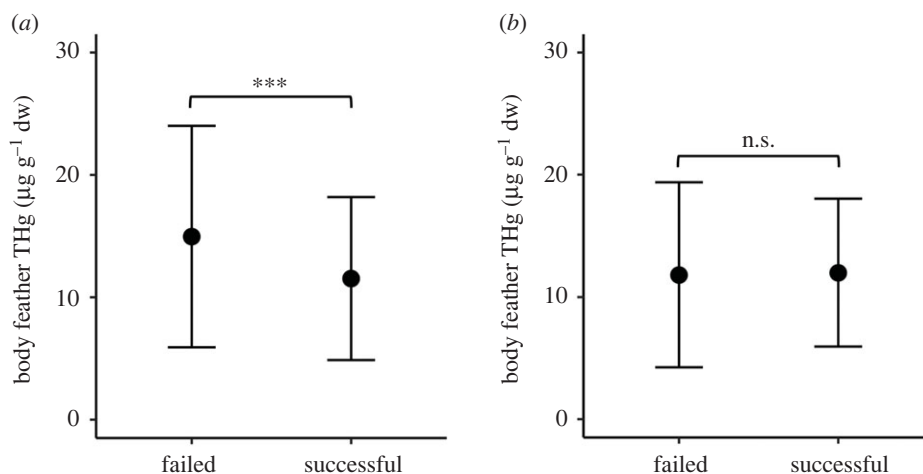 (a)
30
20
10
0
body feather THg (µg g–1 dw)
***
failed
successful
(b)
30
20
10
0
body feather THg (µg g–1 dw)
n.s.
failed
successful